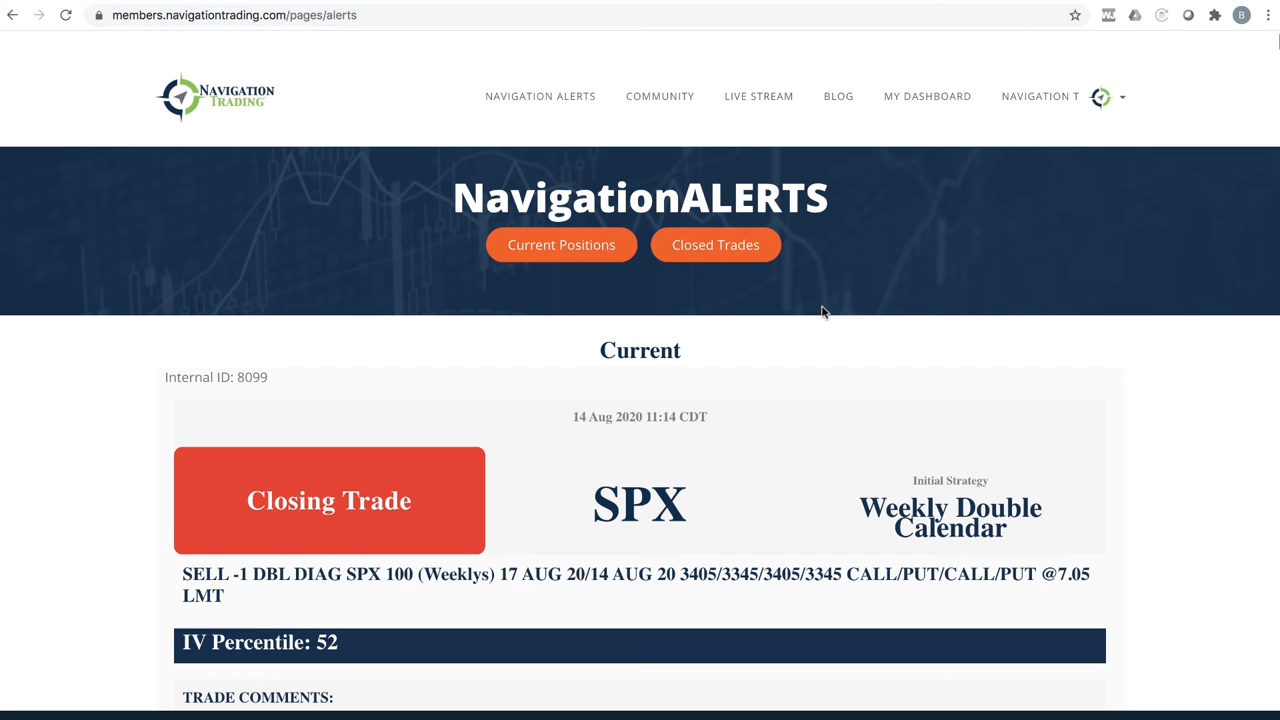 members.navigationtrading.com/pages/alerts
B
NAVIGATION
TRADING
NAVIGATION ALERTS
COMMUNITY
LIVE STREAM
BLOG
MY DASHBOARD
NAVIGATION T
NavigationALERTS
Current Positions
Closed Trades
Current
Internal ID: 8099
14 Aug 2020 11:14 CDT
Closing Trade
SPX
Initial Strategy
Weekly Double
Calendar
SELL -1 DBL DIAG SPX 100 (Weeklys) 17 AUG 20/14 AUG 20 3405/3345/3405/3345 CALL/PUT/CALL/PUT @7.05
LMT
IV Percentile: 52
TRADE COMMENTS: